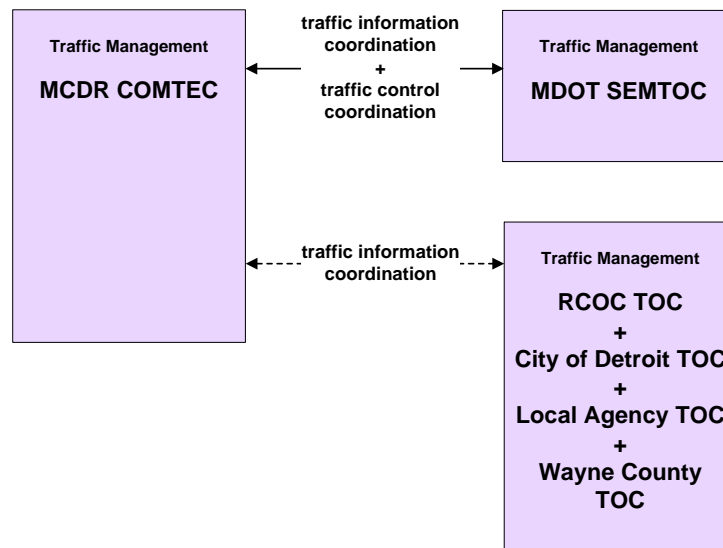 Traffic Management
MCDR COMTEC
traffic information
coordination
+
traffic control
coordination
Traffic Management
MDOT SEMTOC
traffic information
coordination
Traffic Management
RCOC TOC
+
City of Detroit TOC
+
Local Agency TOC
+
Wayne County
TOC